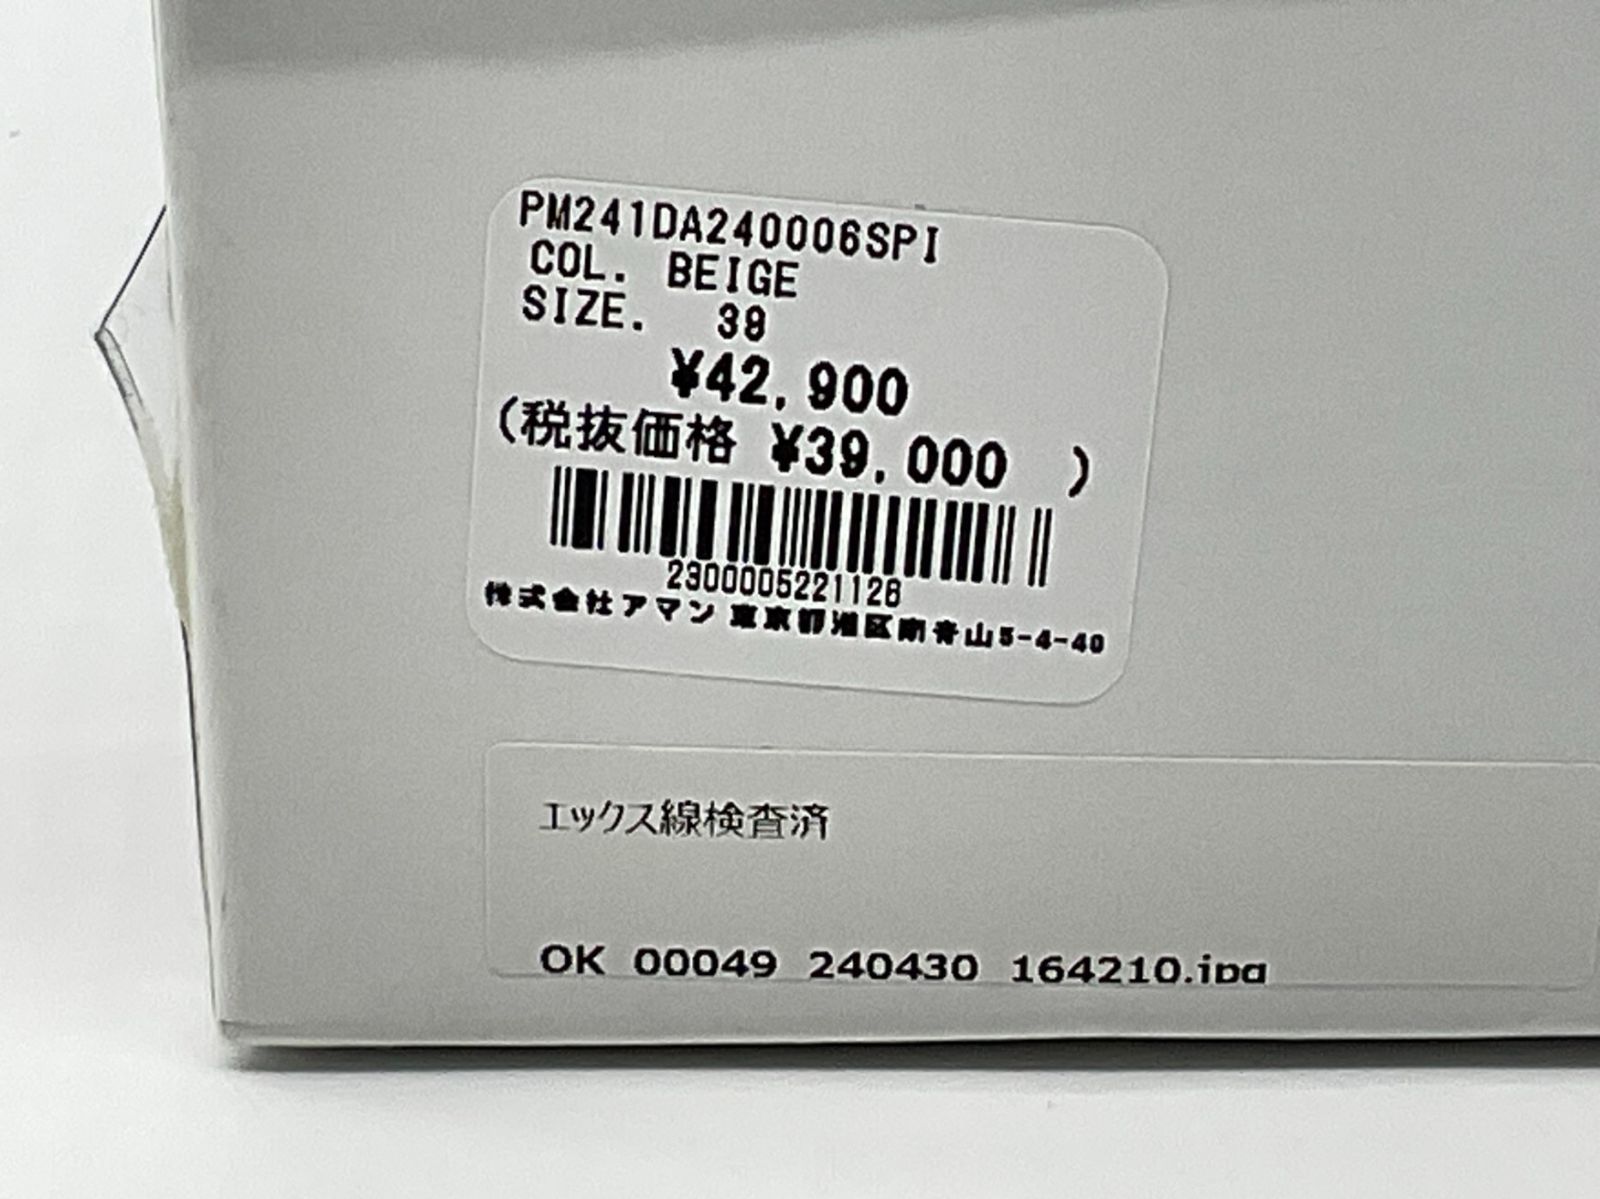 PM241DA240006SPI
COL. BEIGE
SIZE. 39
¥42,900
(税抜価格 ¥39,000 )
2300005221128
株式会社アマン 東京都港区南青山5-4-40
エックス線検査済
OK 00049 240430 164210.jpg